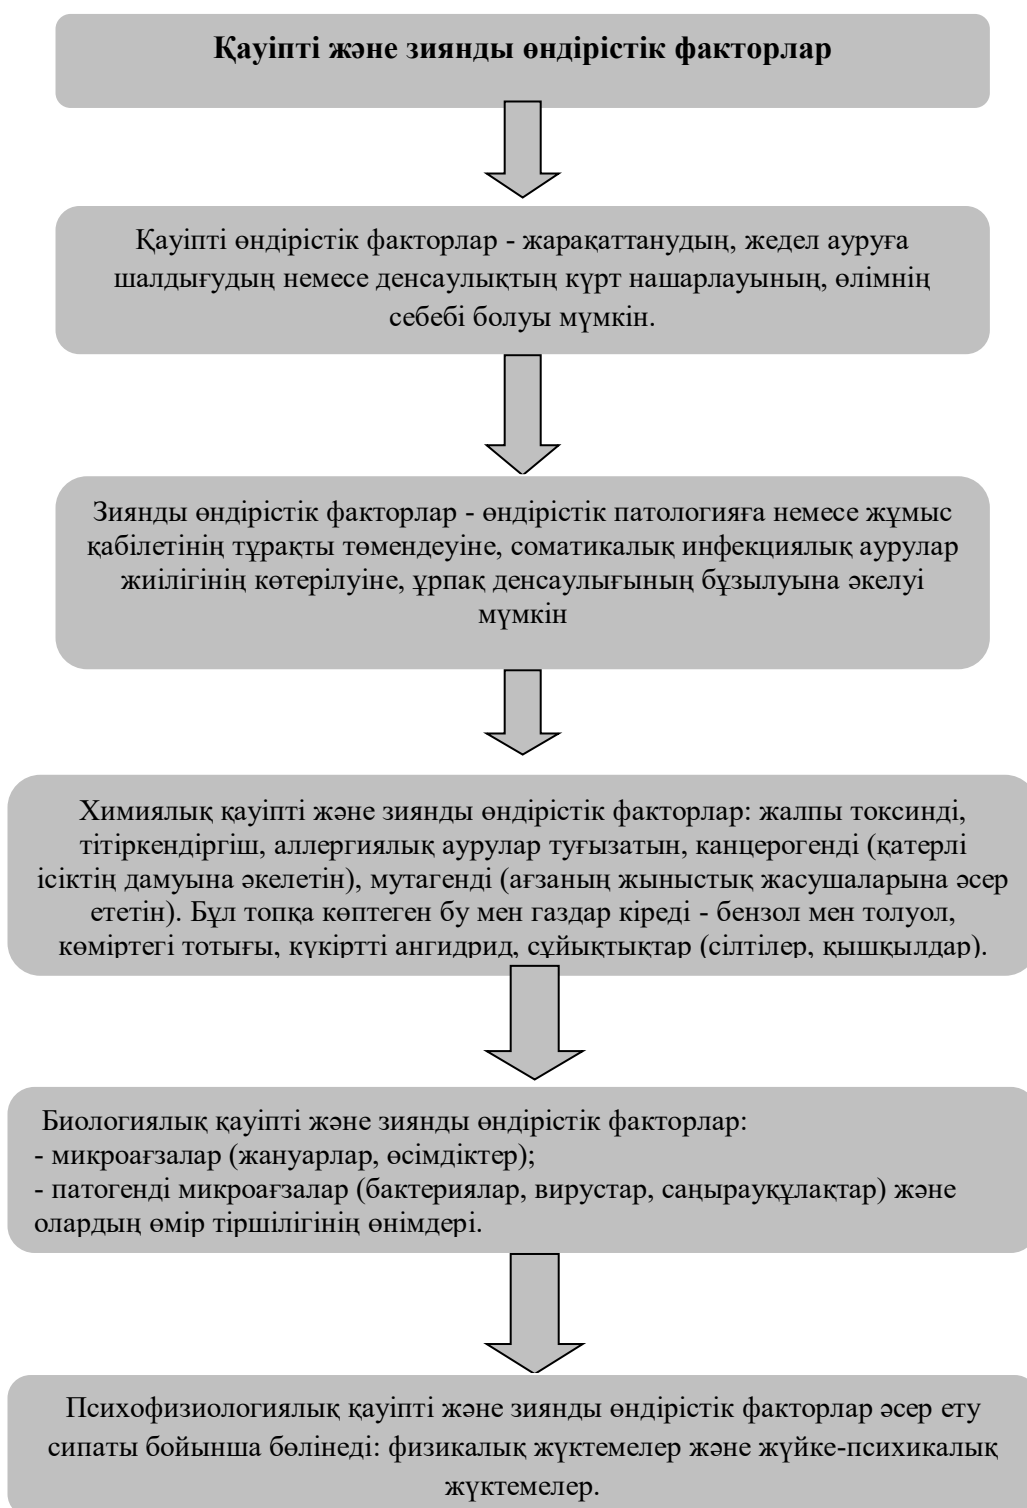 Қауіпті және зиянды өндірістік факторлар
Қауіпті өндірістік факторлар - жарақаттанудың, жедел ауруға
шалдығудың немесе денсаулықтың күрт нашарлауының, өлімнің
себебі болуы мүмкін.
Зиянды өндірістік факторлар - өндірістік патологияға немесе жұмыс
қабілетінің тұрақты төмендеуіне, соматикалық инфекциялық аурулар
жиілігінің көтерілуіне, ұрпақ денсаулығының бұзылуына әкелуі
мүмкін
Химиялық қауіпті және зиянды өндірістік факторлар: жалпы токсинді,
тітіркендіргіш, аллергиялық аурулар туғызатын, канцерогенді (қатерлі
ісіктің дамуына әкелетін), мутагенді (ағзаның жыныстық жасушаларына әсер
ететін). Бұл топқа көптеген бу мен газдар кіреді - бензол мен толуол,
көміртегі тотығы, күкіртті ангидрид, сұйықтықтар (сілтілер, қышқылдар).
Биологиялық қауіпті және зиянды өндірістік факторлар:
- микроағзалар (жануарлар, өсімдіктер);
- патогенді микроағзалар (бактериялар, вирустар, саңырауқұлақтар) және
олардың өмір тіршілігінің өнімдері.
Психофизиологиялық қауіпті және зиянды өндірістік факторлар әсер ету
сипаты бойынша бөлінеді: физикалық жүктемелер және жүйке-психикалық
жүктемелер.